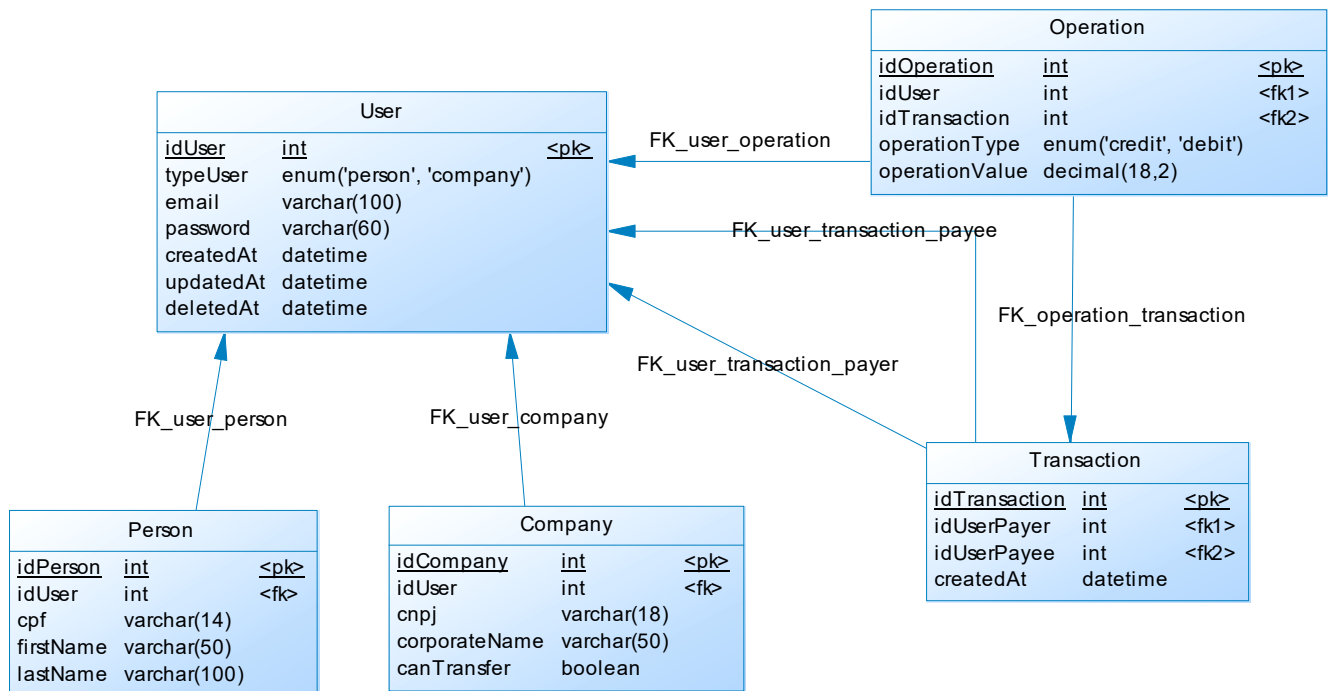 Operation
idOperation int <pk>
idUser int <fk1>
idTransaction int <fk2>
operationType enum('credit', 'debit')
operationValue decimal(18,2)
User
idUser int <pk>
typeUser enum('person', 'company')
email varchar(100)
password varchar(60)
createdAt datetime
updatedAt datetime
deletedAt datetime
FK_user_operation
FK_user_transaction_payee
FK_operation_transaction
FK_user_transaction_payer
FK_user_person
FK_user_company
Transaction
idTransaction int <pk>
idUserPayer int <fk1>
idUserPayee int <fk2>
createdAt datetime
Person
idPerson int <pk>
idUser int <fk>
cpf varchar(14)
firstName varchar(50)
lastName varchar(100)
Company
idCompany int <pk>
idUser int <fk>
cnpj varchar(18)
corporateName varchar(50)
canTransfer boolean